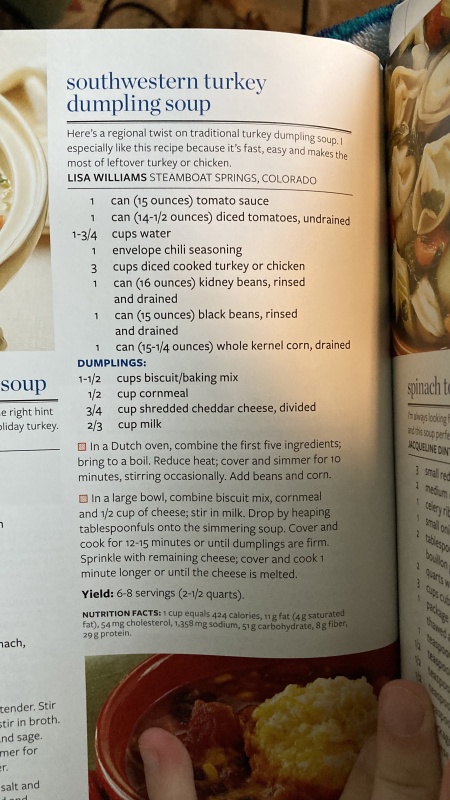 southwestern turkey
dumpling soup
Here's a regional twist on traditional turkey dumpling soup. I
especially like this recipe because it's fast, easy and makes the
most of leftover turkey or chicken.
LISA WILLIAMS STEAMBOAT SPRINGS, COLORADO
1 can (15 ounces) tomato sauce
1 can (14-1/2 ounces) diced tomatoes, undrained
1-3/4 cups water
1 envelope chili seasoning
3 cups diced cooked turkey or chicken
1 can (16 ounces) kidney beans, rinsed
and drained
1 can (15 ounces) black beans, rinsed
and drained
1 can (15-1/4 ounces) whole kernel corn, drained
DUMPLINGS:
1-1/2 cups biscuit/baking mix
1/2 cup cornmeal
3/4 cup shredded cheddar cheese, divided
2/3 cup milk
In a Dutch oven, combine the first five ingredients;
bring to a boil. Reduce heat; cover and simmer for 10
minutes, stirring occasionally. Add beans and corn.
In a large bowl, combine biscuit mix, cornmeal
and 1/2 cup of cheese; stir in milk. Drop by heaping
tablespoonfuls onto the simmering soup. Cover and
cook for 12-15 minutes or until dumplings are firm.
Sprinkle with remaining cheese; cover and cook 1
minute longer or until the cheese is melted.
Yield: 6-8 servings (2-1/2 quarts).
NUTRITION FACTS: 1 cup equals 424 calories, 11 g fat (4 g saturated
fat), 54 mg cholesterol, 1,358 mg sodium, 51 g carbohydrate, 8 g fiber,
29 g protein.
soup
e right hint
oliday turkey.
nach,
tender. Stir
stir in broth.
nd sage.
mer for
er.
salt and
spinach
I'm always looking
and this soup
JACQUELINE
3 small red
2 medium
1 celery
1 small
2
bouillon
2 quarts
3 cups
1 package